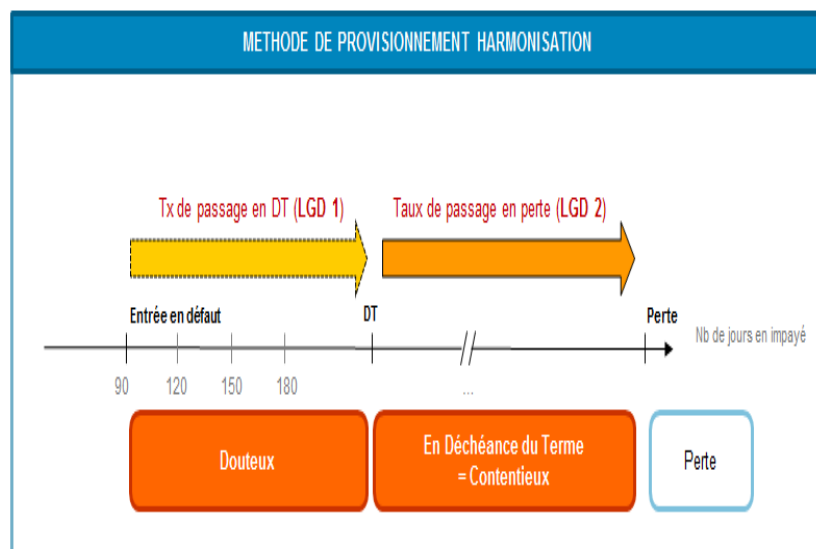 METHODE DE PROVISIONNEMENT HARMONISATION
Tx de passage en DT (LGD 1)
Taux de passage en perte (LGD 2)
Entrée en défaut
DT
Perte
Nb de jours en impayé
90
120
150
180
...
Douteux
En Déchéance du Terme
= Contentieux
Perte